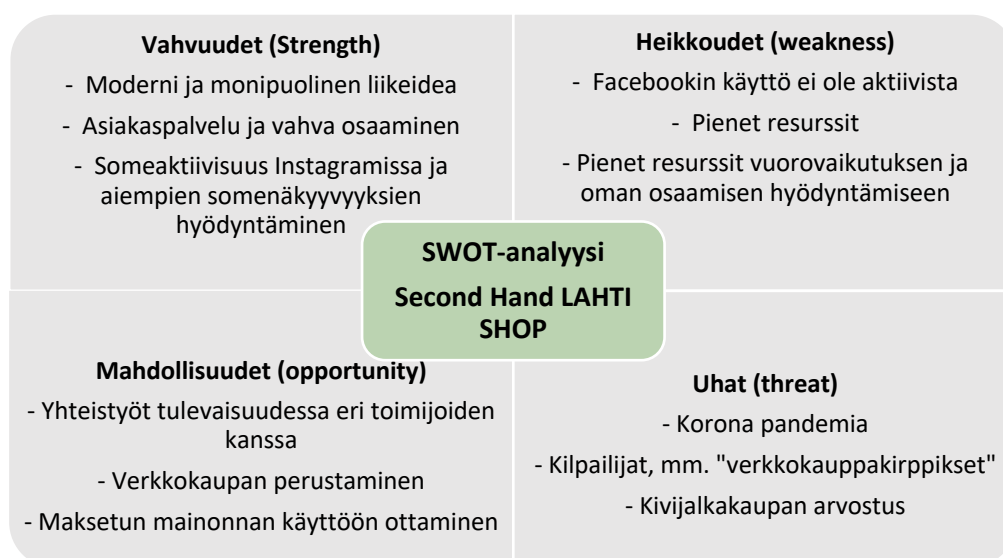 Vahvuudet (Strength)
- Moderni ja monipuolinen liikeidea
- Asiakaspalvelu ja vahva osaaminen
- Someaktiivisuus Instagramissa ja
aiempien somenäkyvyyksien
hyödyntäminen
Heikkoudet (weakness)
- Facebookin käyttö ei ole aktiivista
- Pienet resurssit
- Pienet resurssit vuorovaikutuksen ja
oman osaamisen hyödyntämiseen
SWOT-analyysi
Second Hand LAHTI
SHOP
Mahdollisuudet (opportunity)
- Yhteistyöt tulevaisuudessa eri toimijoiden
kanssa
- Verkkokaupan perustaminen
- Maksetun mainonnan käyttöön ottaminen
Uhat (threat)
- Korona pandemia
- Kilpailijat, mm. "verkkokauppakirppikset"
- Kivijalkakaupan arvostus